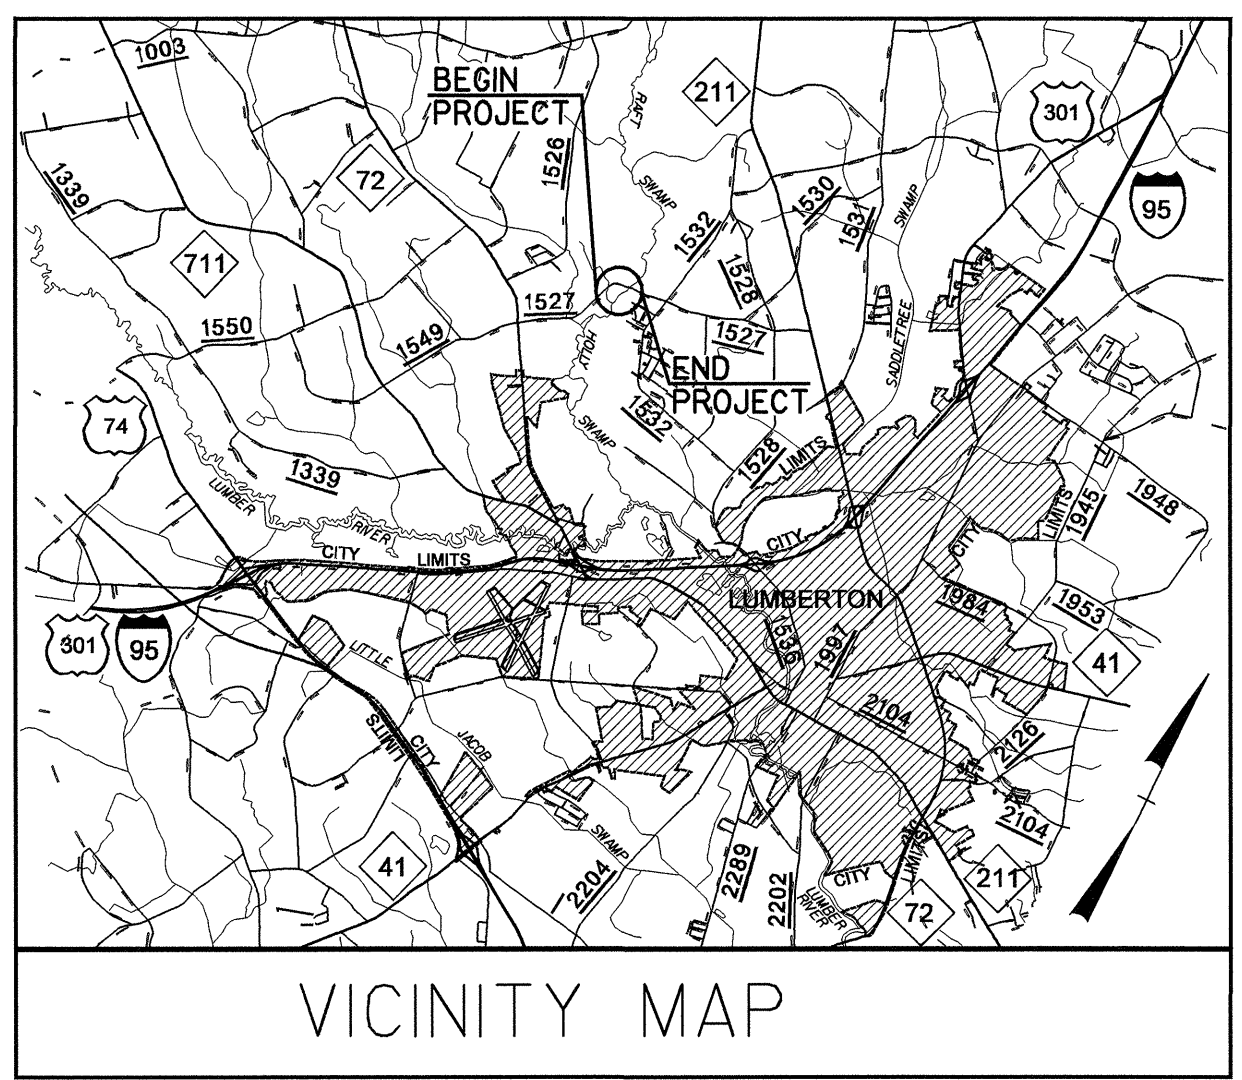 1003
BEGIN
PROJECT
211
RAFT
SWAMP
301
1526
72
1339
95
1530
1531
SWAMP
1532
711
1528
1527
1550
1549
1527
HOLLY
SWAMP
SADDLETREE
END
PROJECT
1532
74
1528
LIMITS
1339
LUMBER
RIVER
CITY
LIMITS
CITY
LIMITS
1945
1948
CITY
LUMBERTON
1984
1953
301
95
LITTLE
1536
1997
41
2104
CITY
LIMITS
JACOB
SWAMP
2126
2104
41
2204
2289
2202
CITY
LIMITS
LUMBER
RIVER
72
211
VICINITY MAP